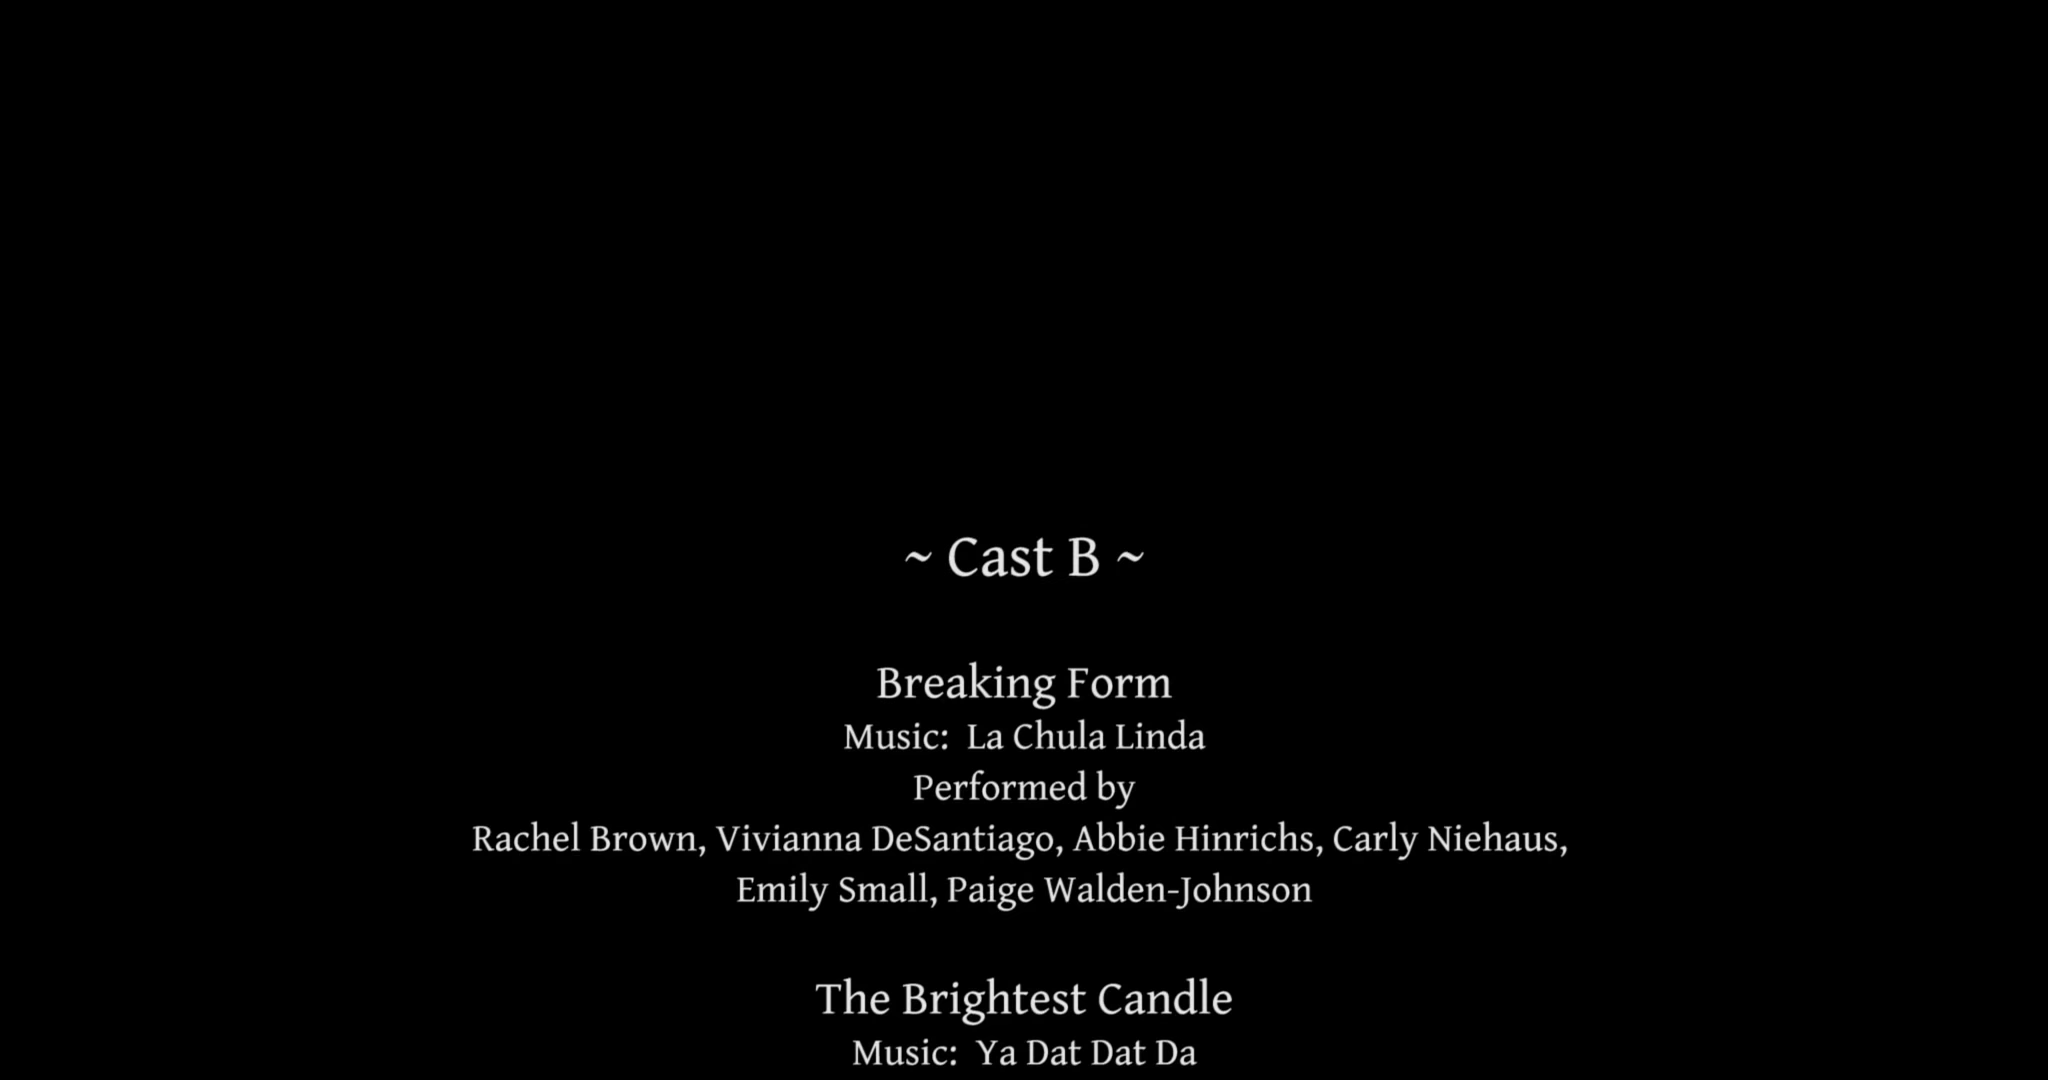 ~ Cast B ~
Breaking Form
Music:  La Chula Linda
Performed by
Rachel Brown, Vivianna DeSantiago, Abbie Hinrichs, Carly Niehaus,
Emily Small, Paige Walden-Johnson
The Brightest Candle
Music:  Ya Dat Dat Da